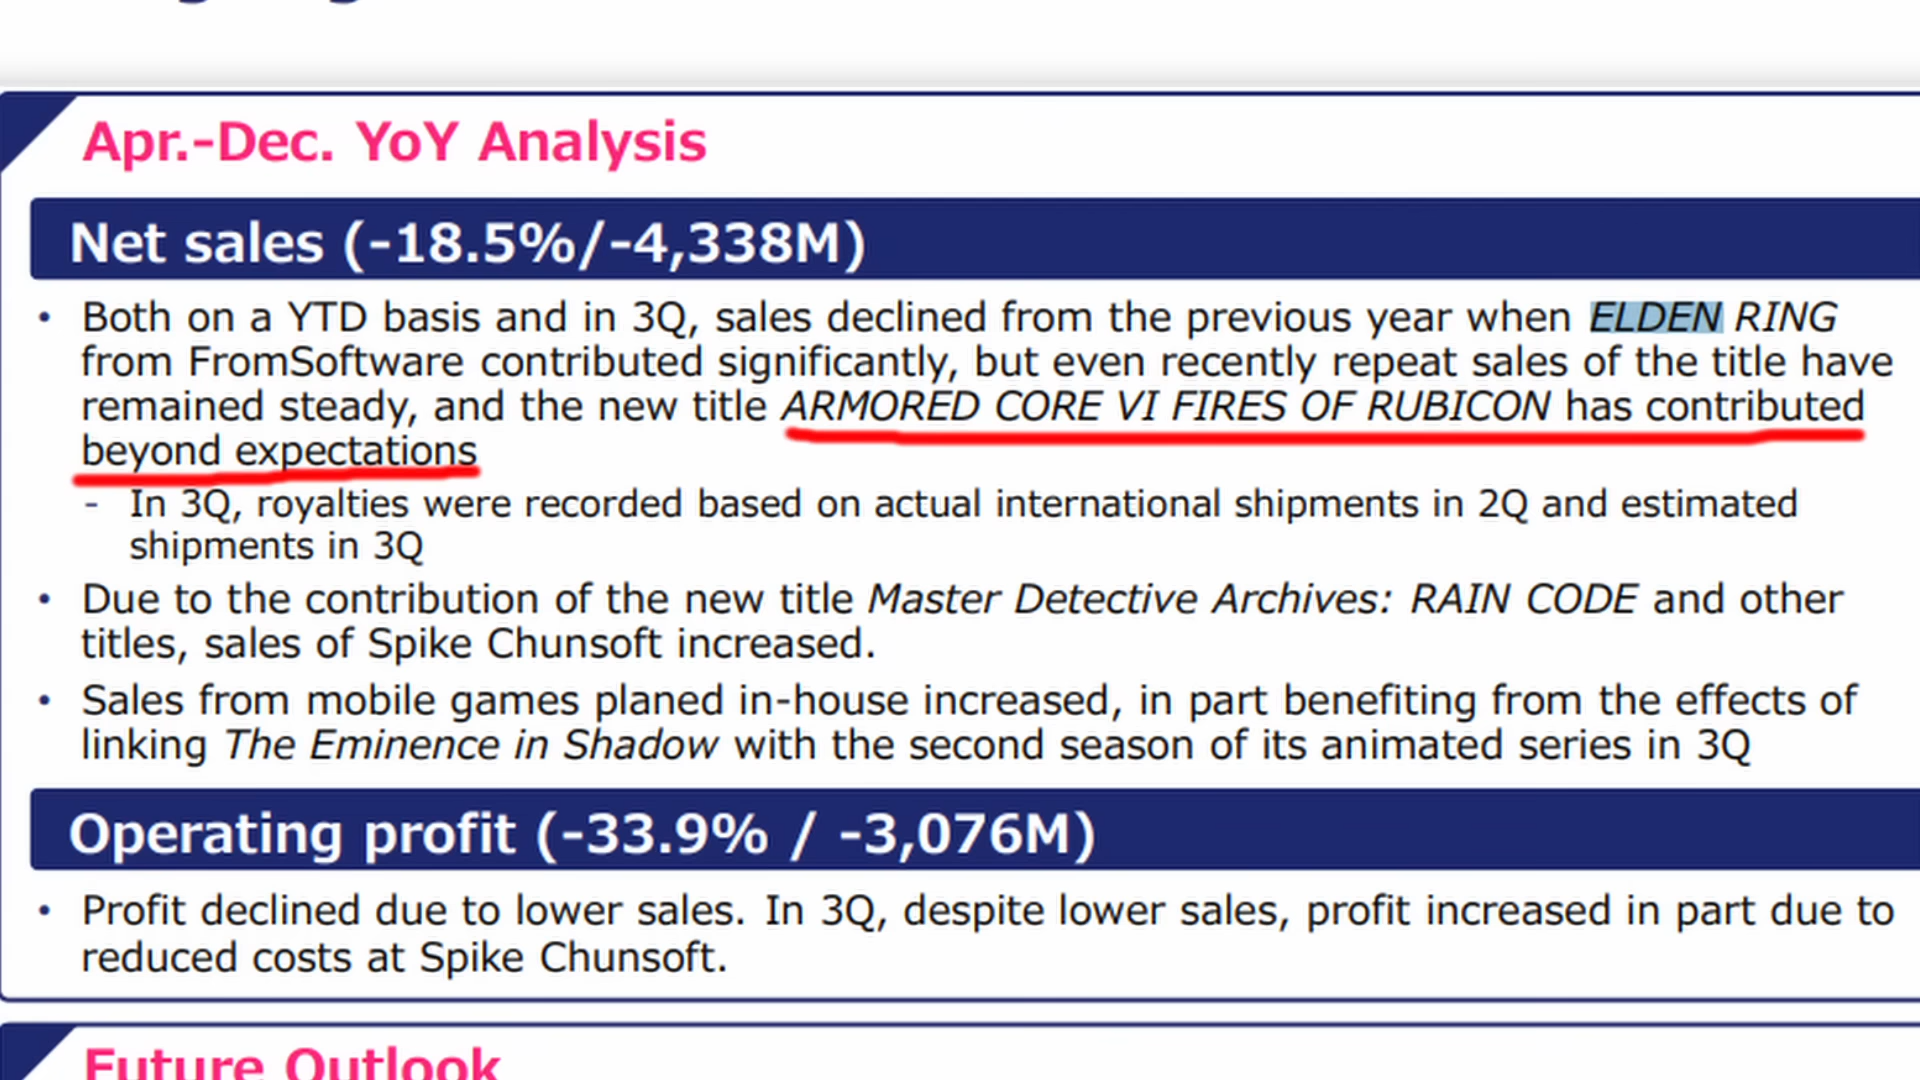 Apr.-Dec. YoY Analysis
Net sales (-18.5%/-4,338M)
• Both on a YTD basis and in 3Q, sales declined from the previous year when ELDEN RING
from FromSoftware contributed significantly, but even recently repeat sales of the title have
remained steady, and the new title ARMORED CORE VI FIRES OF RUBICON has contributed
beyond expectations
- In 3Q, royalties were recorded based on actual international shipments in 2Q and estimated
shipments in 3Q
• Due to the contribution of the new title Master Detective Archives: RAIN CODE and other
titles, sales of Spike Chunsoft increased.
• Sales from mobile games planed in-house increased, in part benefiting from the effects of
linking The Eminence in Shadow with the second season of its animated series in 3Q
Operating profit (-33.9% / -3,076M)
• Profit declined due to lower sales. In 3Q, despite lower sales, profit increased in part due to
reduced costs at Spike Chunsoft.
Future Outlook